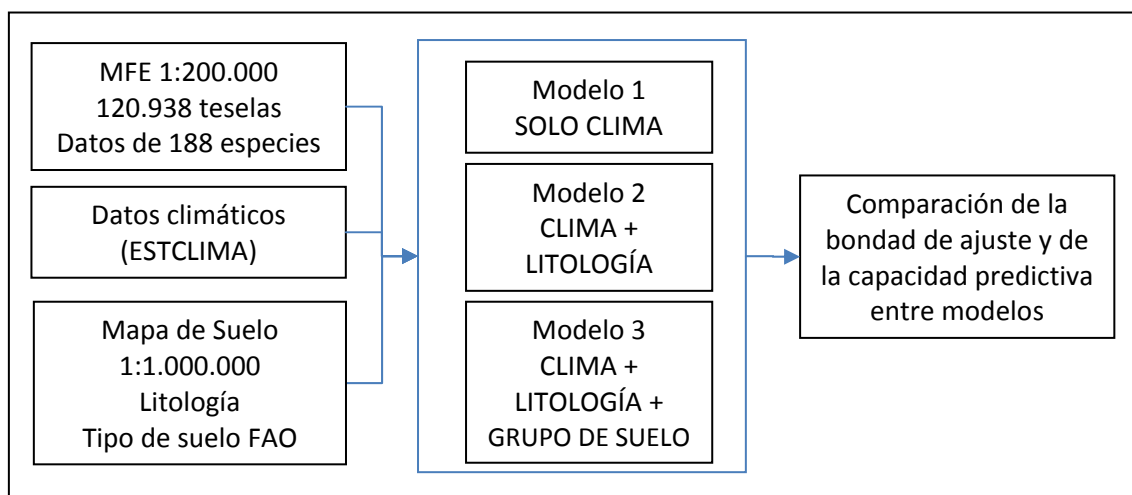 MFE 1:200.000
120.938 teselas
Datos de 188 especies
Datos climáticos
(ESTCLIMA)
Mapa de Suelo
1:1.000.000
Litología
Tipo de suelo FAO
Modelo 1
SOLO CLIMA
Modelo 2
CLIMA +
LITOLOGÍA
Modelo 3
CLIMA +
LITOLOGÍA +
GRUPO DE SUELO
Comparación de la
bondad de ajuste y de
la capacidad predictiva
entre modelos